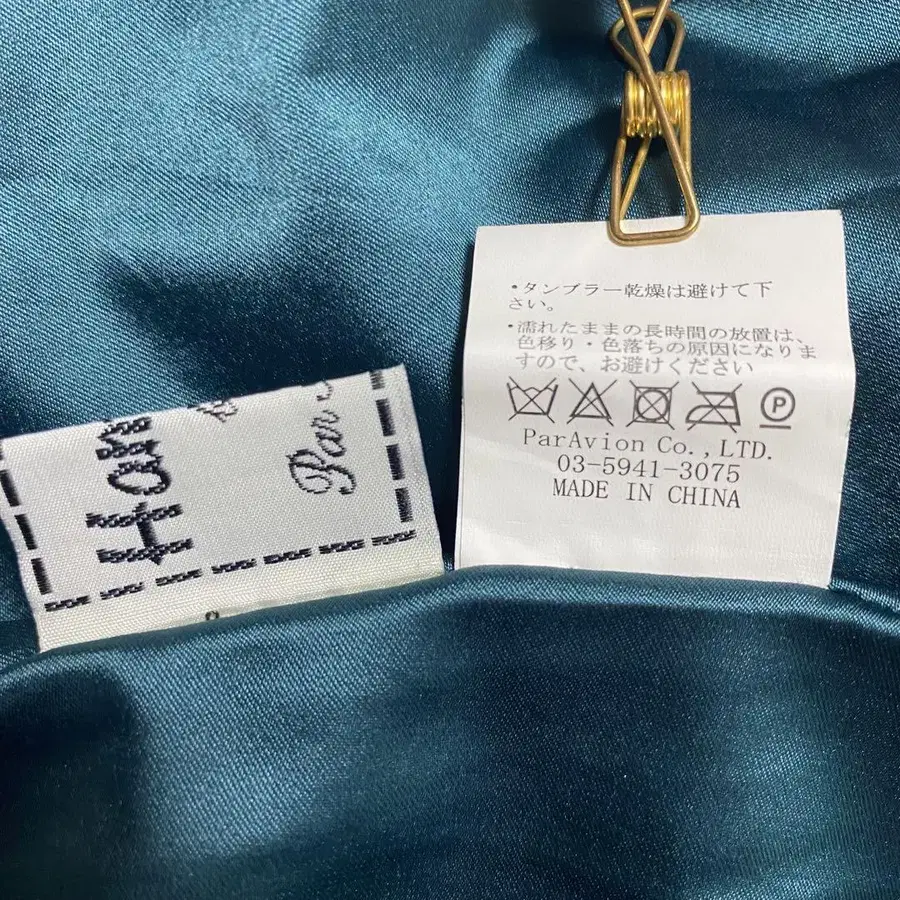 ・タンブラー乾燥は避けて下
さい。
・濡れたままの長時間の放置は、
色移り・色落ちの原因になりま
すので、お避けください
P
ParAvion Co.,LTD.
03-5941-3075
MADE IN CHINA
Par